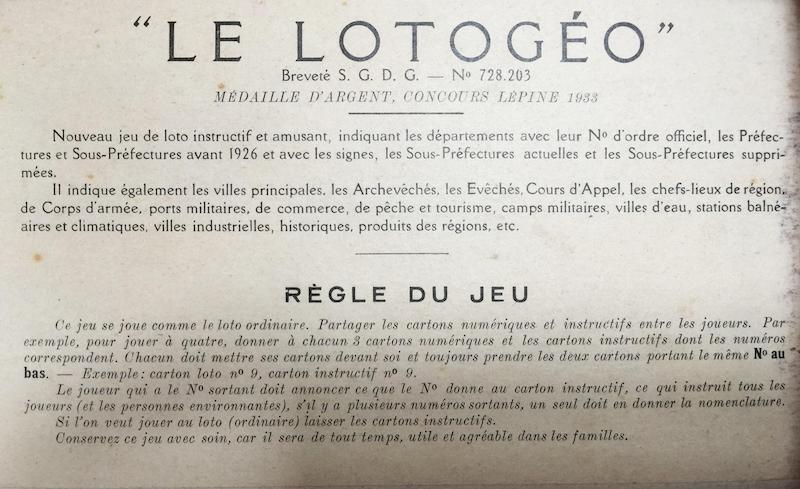 “LE LOTOGÉO”
Breveté S. G. D. G. — Nº 728.203
MÉDAILLE D'ARGENT, CONCOURS LÉPINE 1933
Nouveau jeu de loto instructif et amusant, indiquant les départements avec leur Nº d'ordre officiel, les Préfec-
tures et Sous-Préfectures avant 1926 et avec les signes, les Sous-Préfectures actuelles et les Sous-Préfectures suppri-
mées.
Il indique également les villes principales, les Archevêchés, les Evêchés, Cours d'Appel, les chefs-lieux de région,
de Corps d'armée, ports militaires, de commerce, de pêche et tourisme, camps militaires, villes d'eau, stations balné-
aires et climatiques, villes industrielles, historiques, produits des régions, etc.
RÈGLE DU JEU
Ce jeu se joue comme le loto ordinaire. Partager les cartons numériques et instructifs entre les joueurs. Par
exemple, pour jouer à quatre, donner à chacun 3 cartons numériques et les cartons instructifs dont les numéros
correspondent. Chacun doit mettre ses cartons devant soi et toujours prendre les deux cartons portant le même Nº au
bas. — Exemple : carton loto nº 9, carton instructif nº 9.
Le joueur qui a le Nº sortant doit annoncer ce que le Nº donne au carton instructif, ce qui instruit tous les
joueurs (et les personnes environnantes), s'il y a plusieurs numéros sortants, un seul doit en donner la nomenclature.
Si l'on veut jouer au loto (ordinaire) laisser les cartons instructifs.
Conservez ce jeu avec soin, car il sera de tout temps, utile et agréable dans les familles.